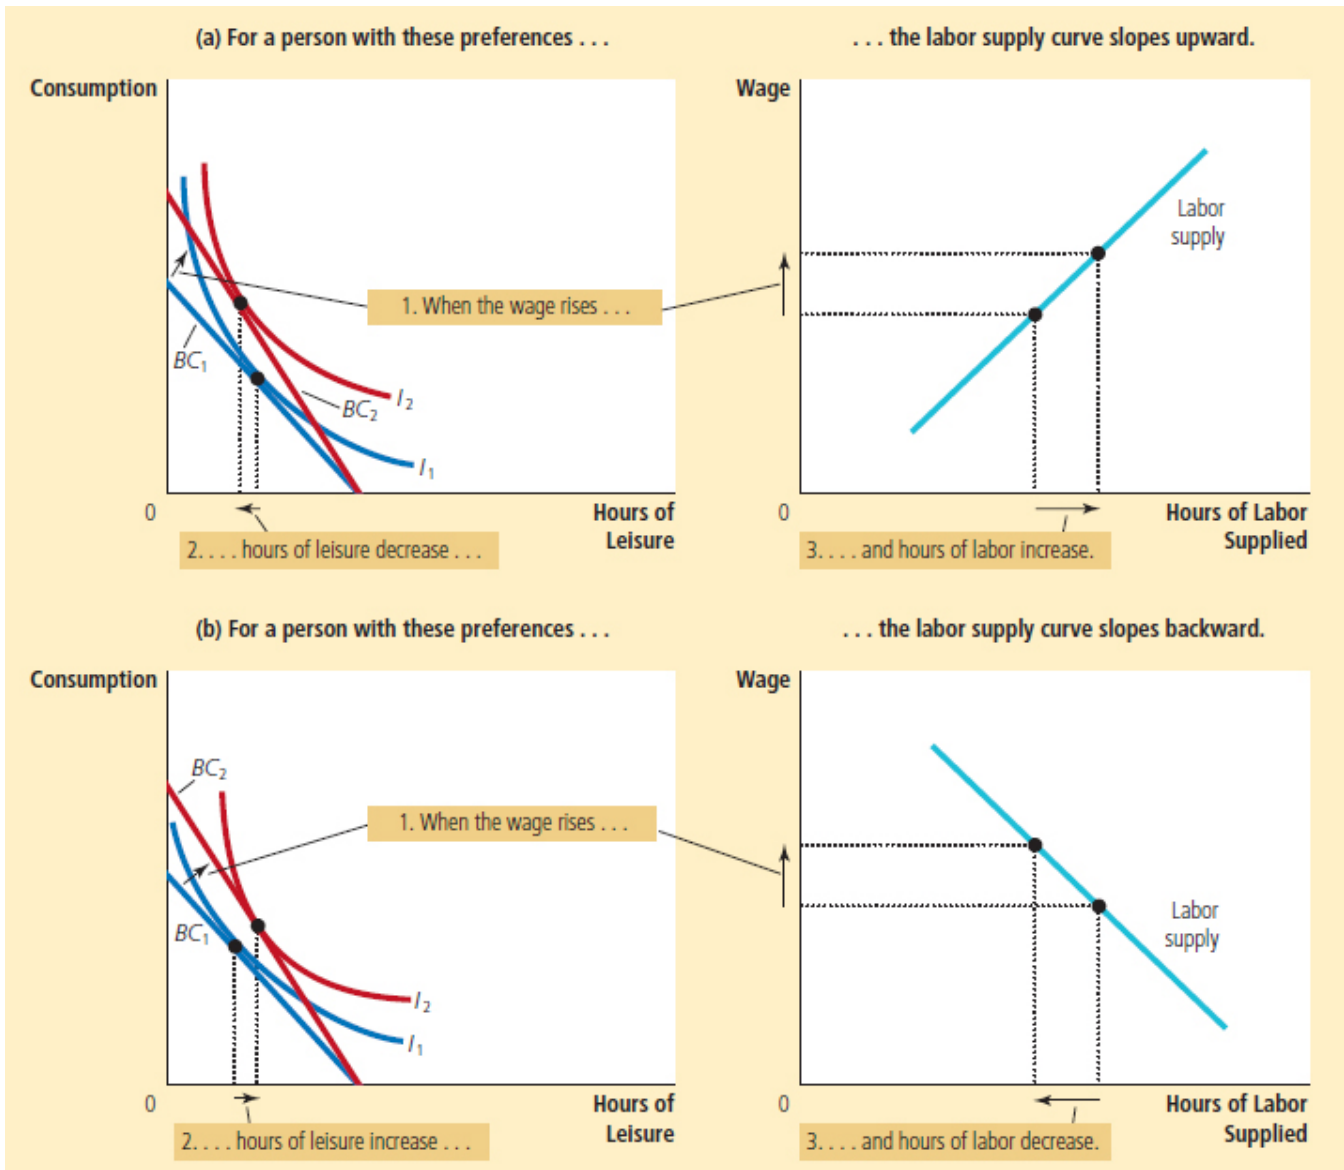 (a) For a person with these preferences . . .
. . . the labor supply curve slopes upward.
Consumption
BC1
1. When the wage rises . . .
BC2
I2
I1
0
Hours of
Leisure
2. . . . hours of leisure decrease . . .
Wage
Labor
supply
0
Hours of Labor
Supplied
3. . . . and hours of labor increase.
(b) For a person with these preferences . . .
. . . the labor supply curve slopes backward.
Consumption
BC2
1. When the wage rises . . .
BC1
I2
I1
0
Hours of
Leisure
2. . . . hours of leisure increase . . .
Wage
Labor
supply
0
Hours of Labor
Supplied
3. . . . and hours of labor decrease.